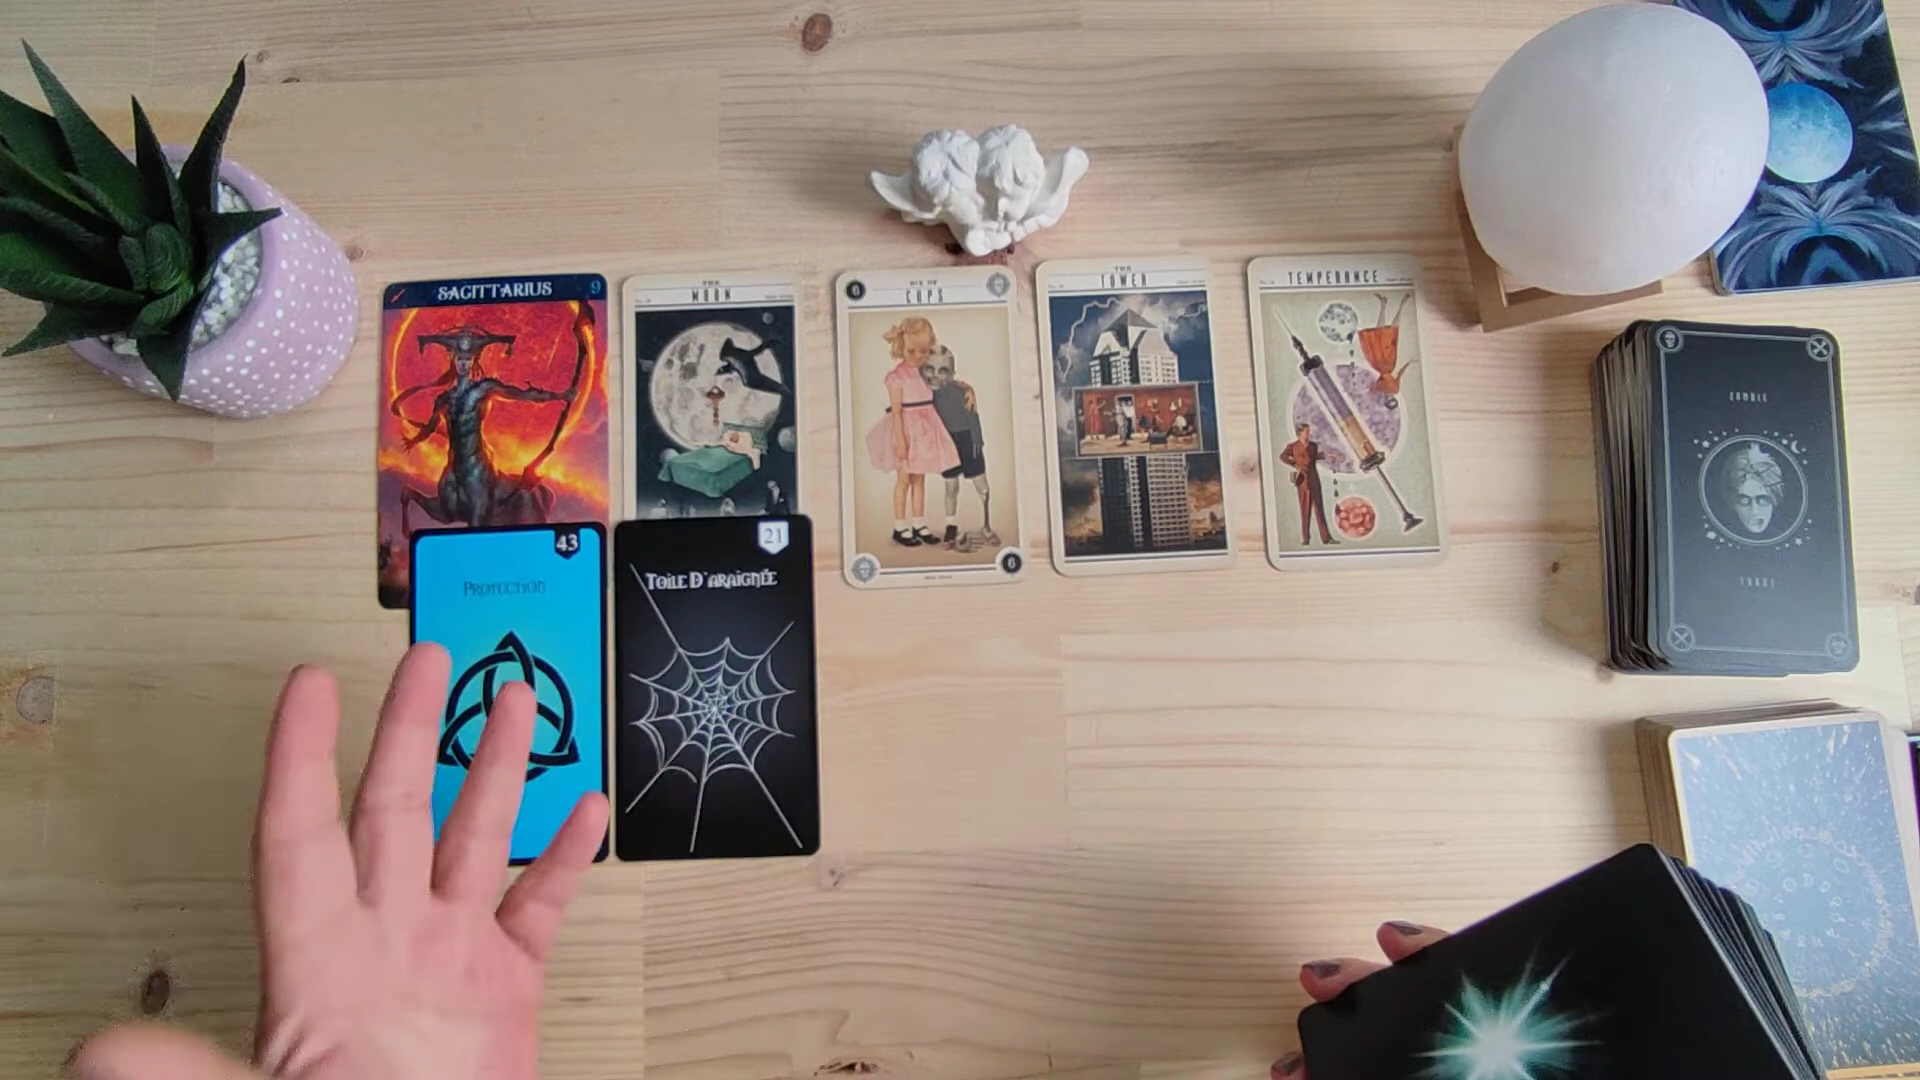 SAGITTARIUS 9
THE
MOON
SIX OF
CUPS
6
6
THE
TOWER
TEMPERANCE
43
PROTECTION
21
TOILE D'ARAIGNÉE
ZOMBIE
TAROT